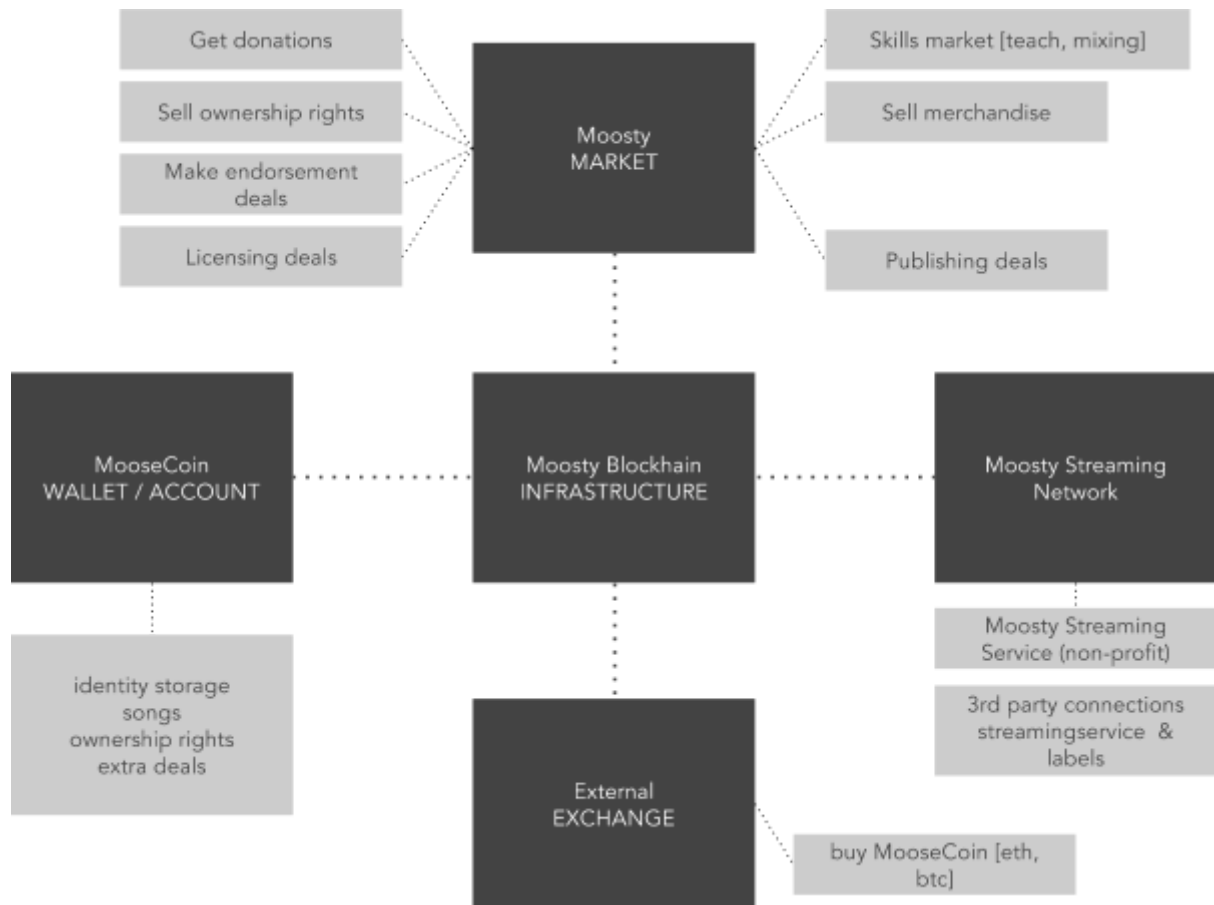 Get donations
Sell ownership rights
Make endorsement
deals
Licensing deals
Moosty
MARKET
Skills market [teach, mixing]
Sell merchandise
Publishing deals
MooseCoin
WALLET / ACCOUNT
Moosty Blockhain
INFRASTRUCTURE
Moosty Streaming
Network
identity storage
songs
ownership rights
extra deals
Moosty Streaming
Service (non-profit)
3rd party connections
streamingservice &
labels
External
EXCHANGE
buy MooseCoin [eth,
btc]